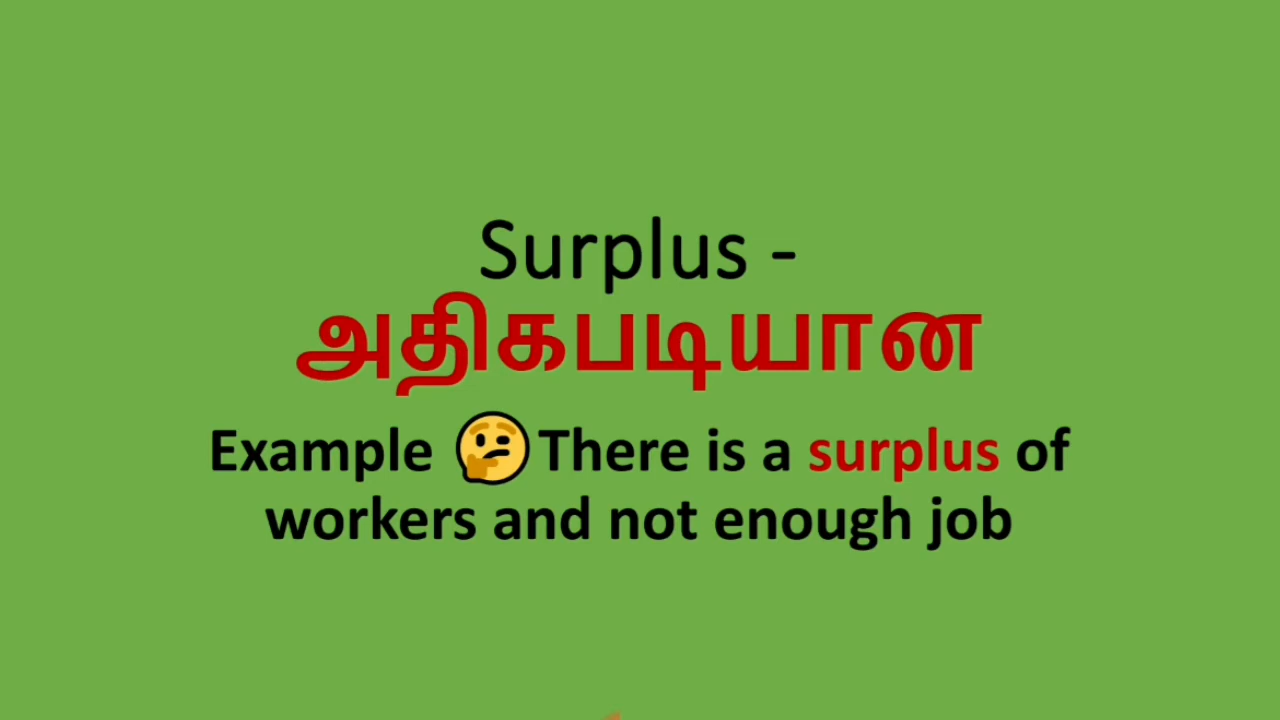 Surplus -
அதிகபடியான
Example 🤔There is a surplus of
workers and not enough job